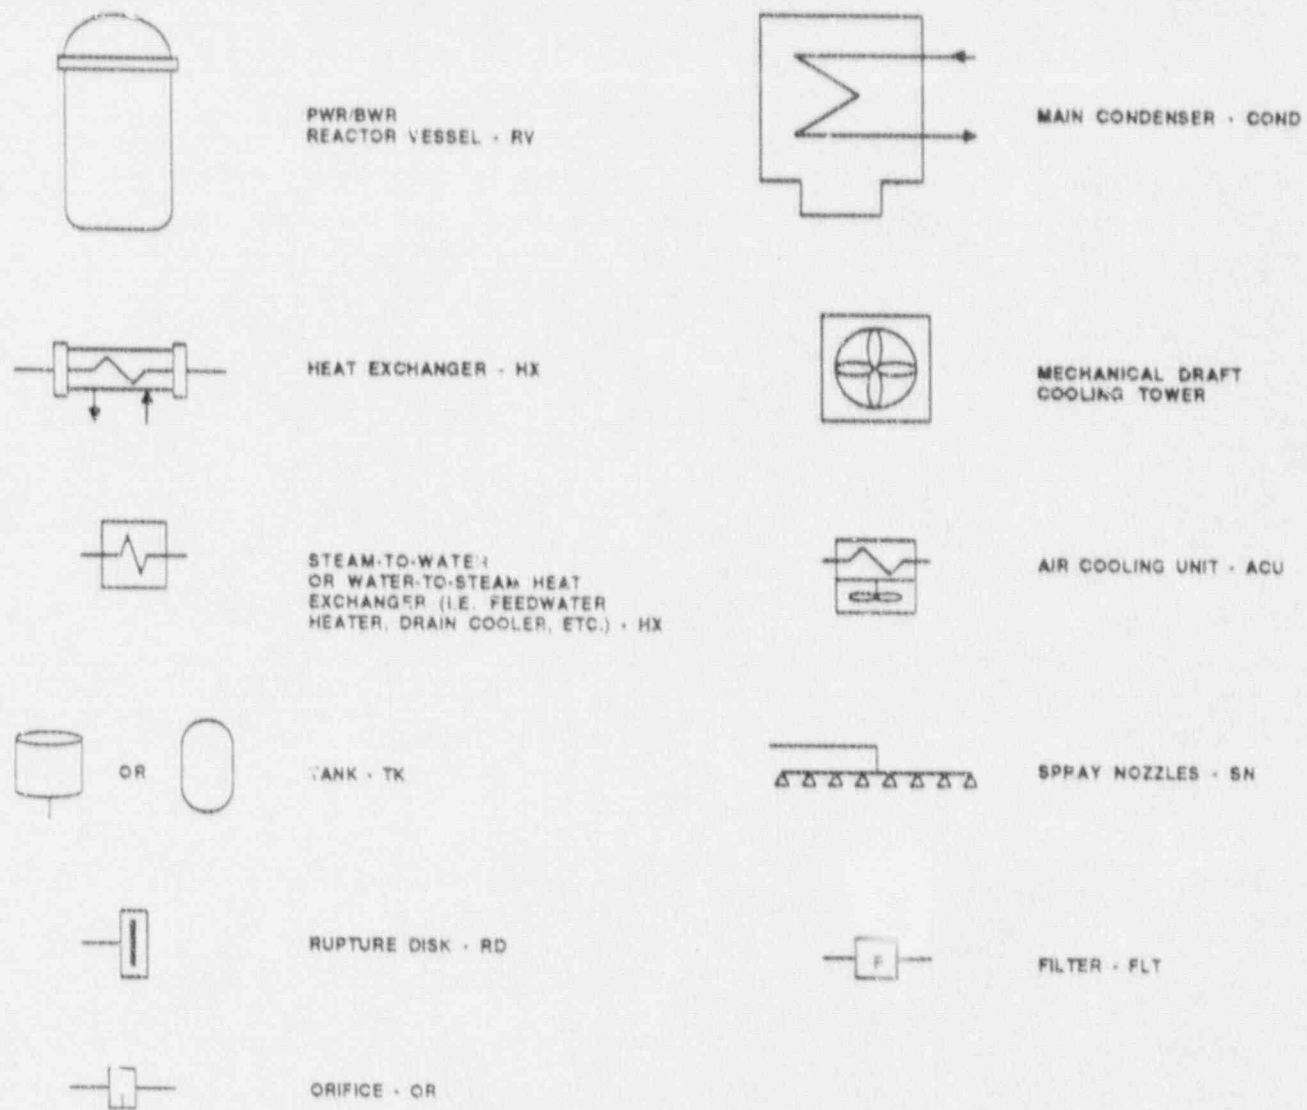 PWR/BWR
REACTOR VESSEL - RV
MAIN CONDENSER - COND
HEAT EXCHANGER - HX
MECHANICAL DRAFT
COOLING TOWER
STEAM-TO-WATER
OR WATER-TO-STEAM HEAT
EXCHANGER (I.E. FEEDWATER
HEATER, DRAIN COOLER, ETC.) - HX
AIR COOLING UNIT - ACU
OR
TANK - TK
SPRAY NOZZLES - SN
RUPTURE DISK - RD
F
FILTER - FLT
ORIFICE - OR